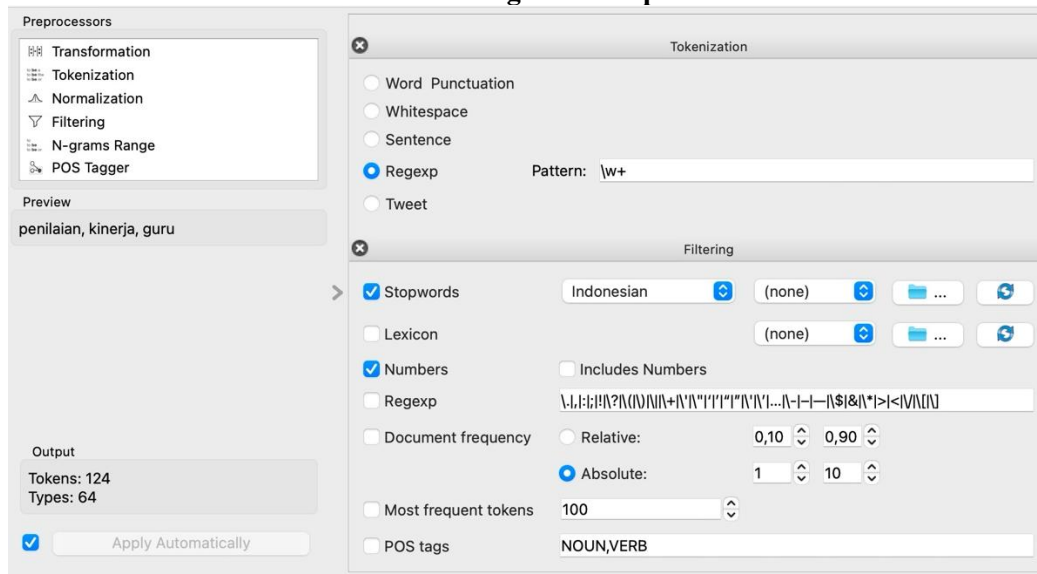 Preprocessors
Transformation
Tokenization
Normalization
Filtering
N-grams Range
POS Tagger
Preview
penilaian, kinerja, guru
Output
Tokens: 124
Types: 64
Apply Automatically
Tokenization
Word Punctuation
Whitespace
Sentence
Regexp Pattern: \w+
Tweet
Filtering
Stopwords Indonesian (none) ...
Lexicon (none) ...
Numbers Includes Numbers
Regexp
Document frequency Relative: 0,10 0,90
Absolute: 1 10
Most frequent tokens 100
POS tags NOUN,VERB